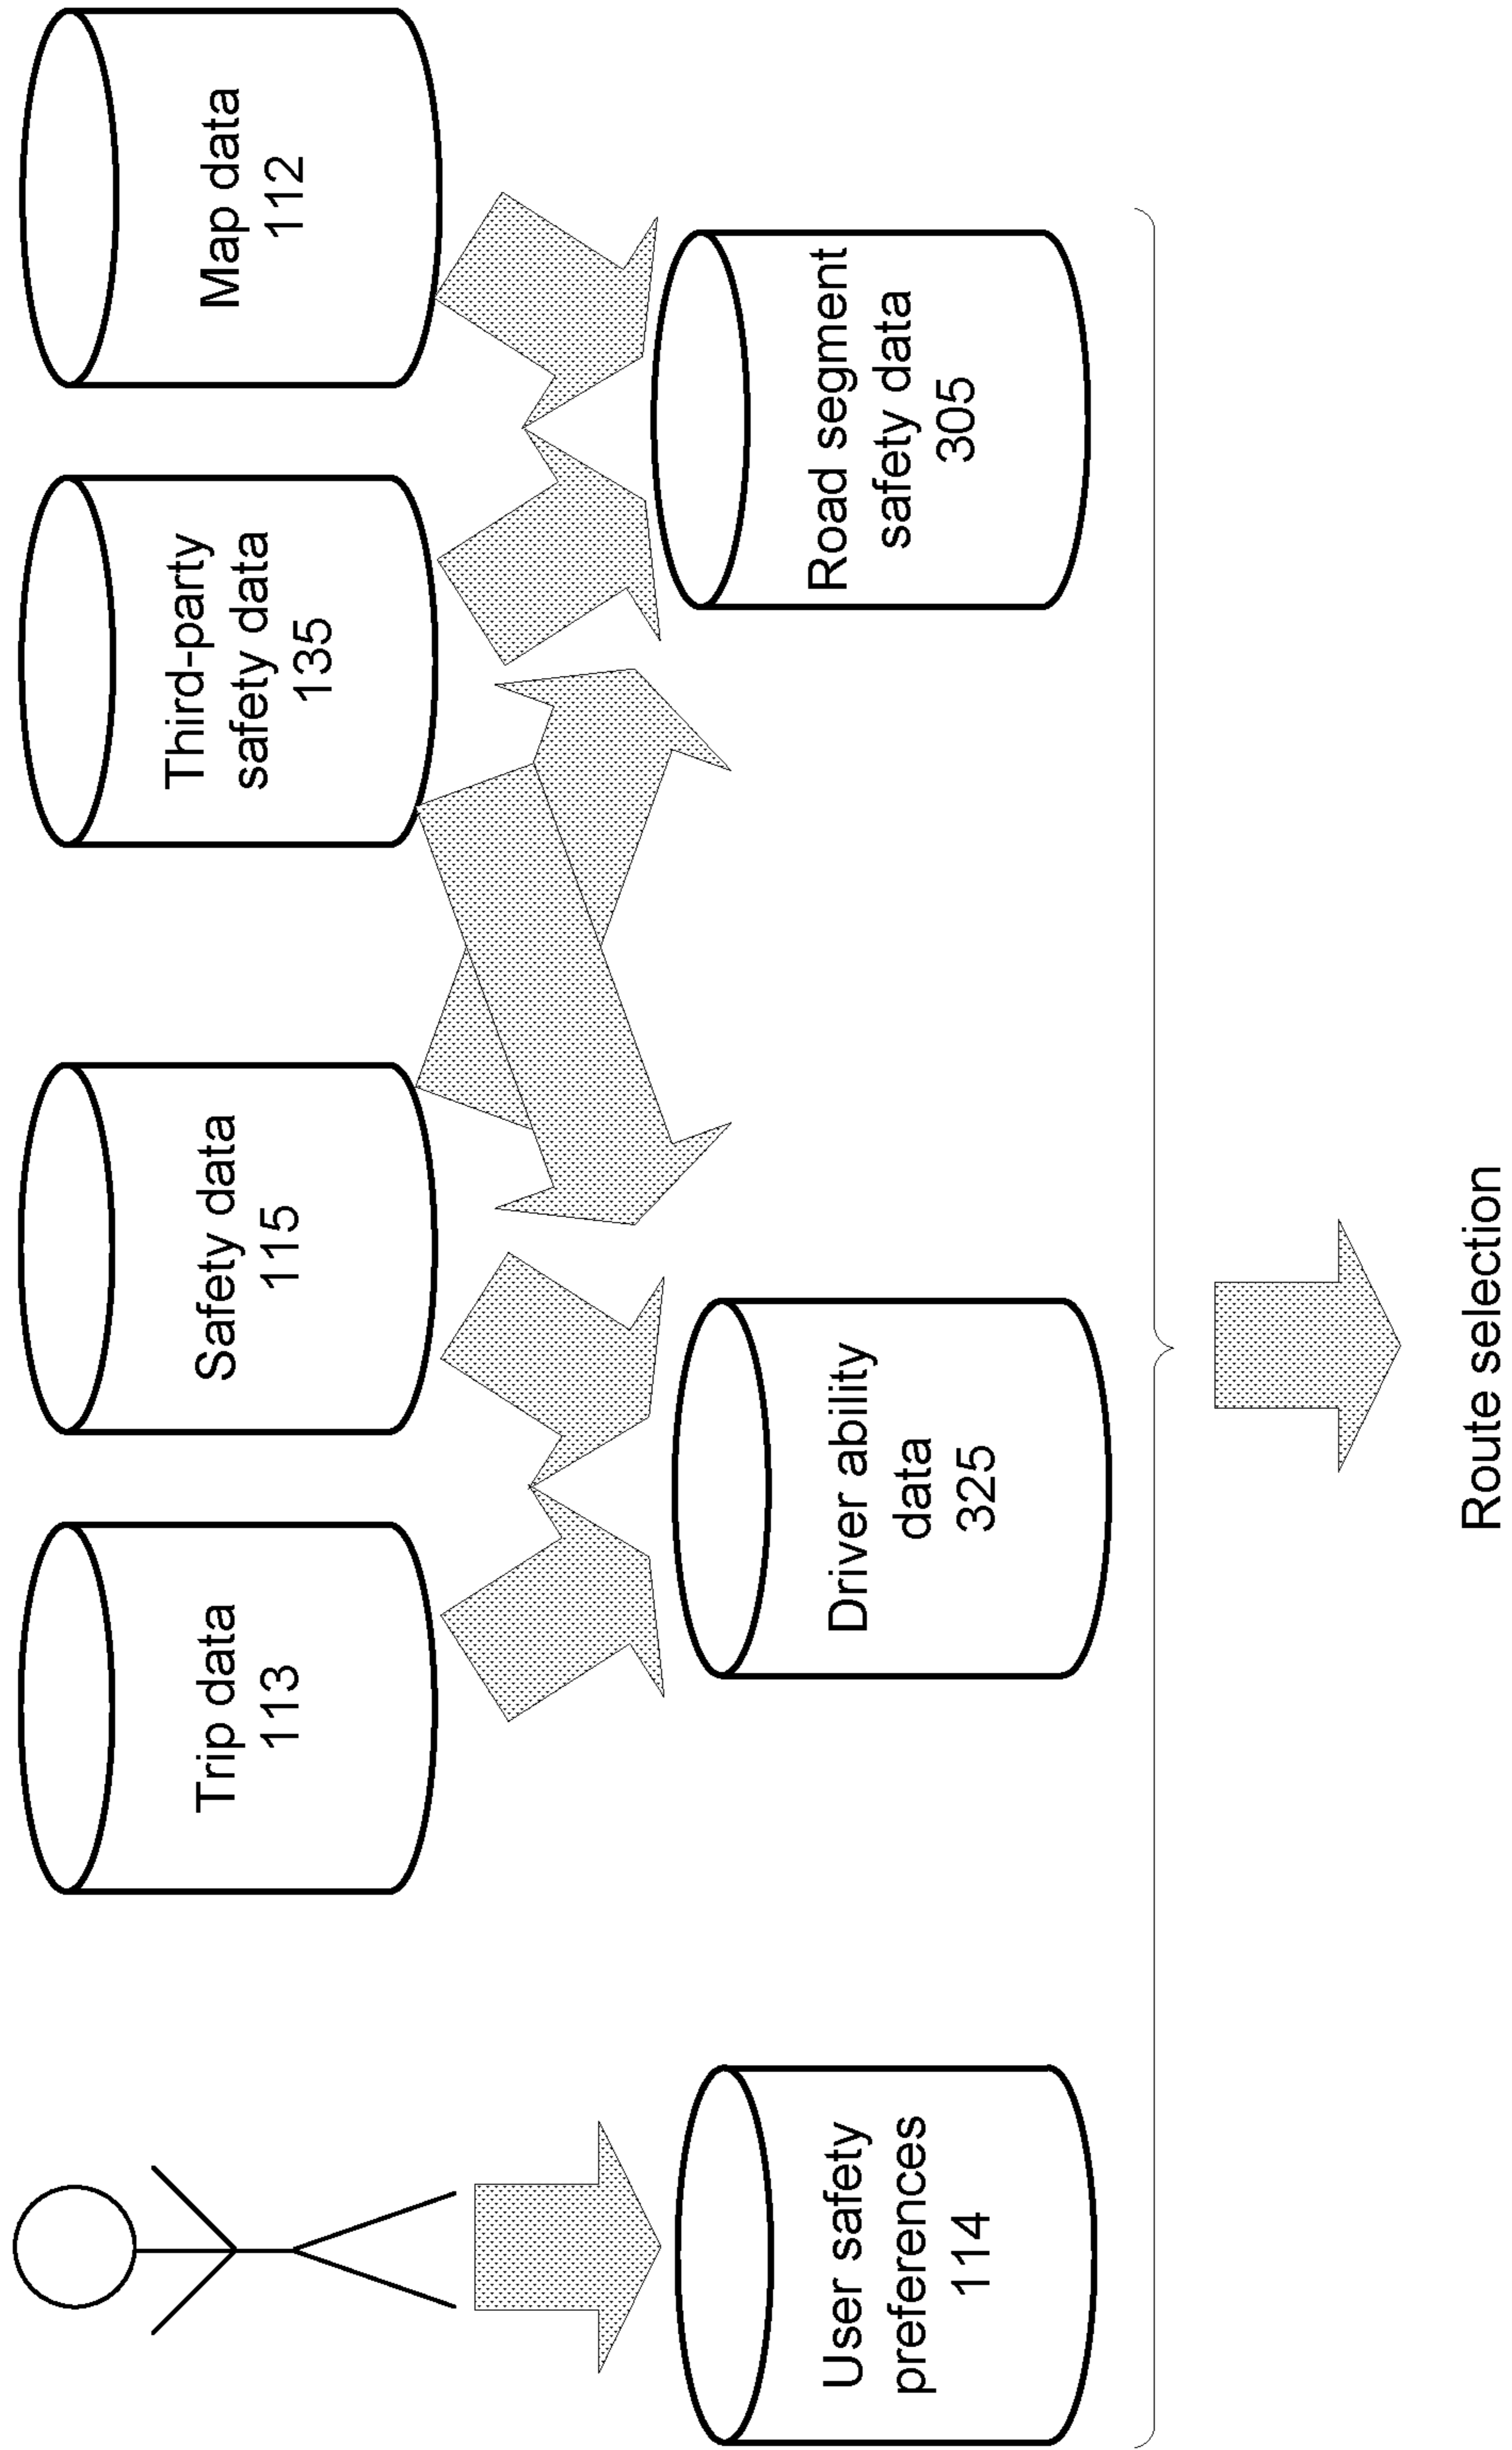 Trip data
113
Safety data
115
Third-party
safety data
135
Map data
112
User safety
preferences
114
Driver ability
data
325
Road segment
safety data
305
Route selection